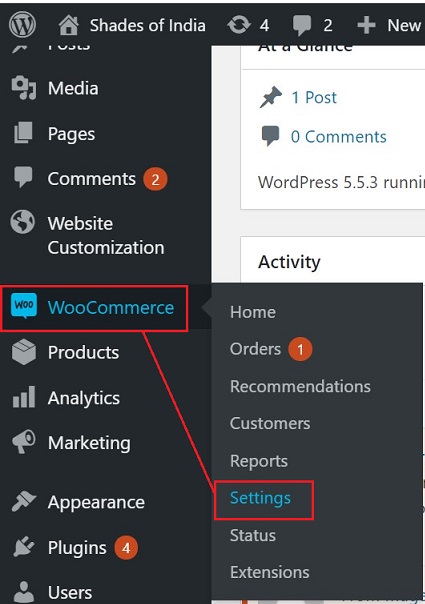 Shades of India 4 2 New
Posts
Media
Pages
Comments 2
Website
Customization
WOO WooCommerce
Products
Analytics
Marketing
Appearance
Plugins 4
Users
At a Glance
1 Post
0 Comments
WordPress 5.5.3 runni
Activity
Home
Orders 1
Recommendations
Customers
Reports
Settings
Status
Extensions